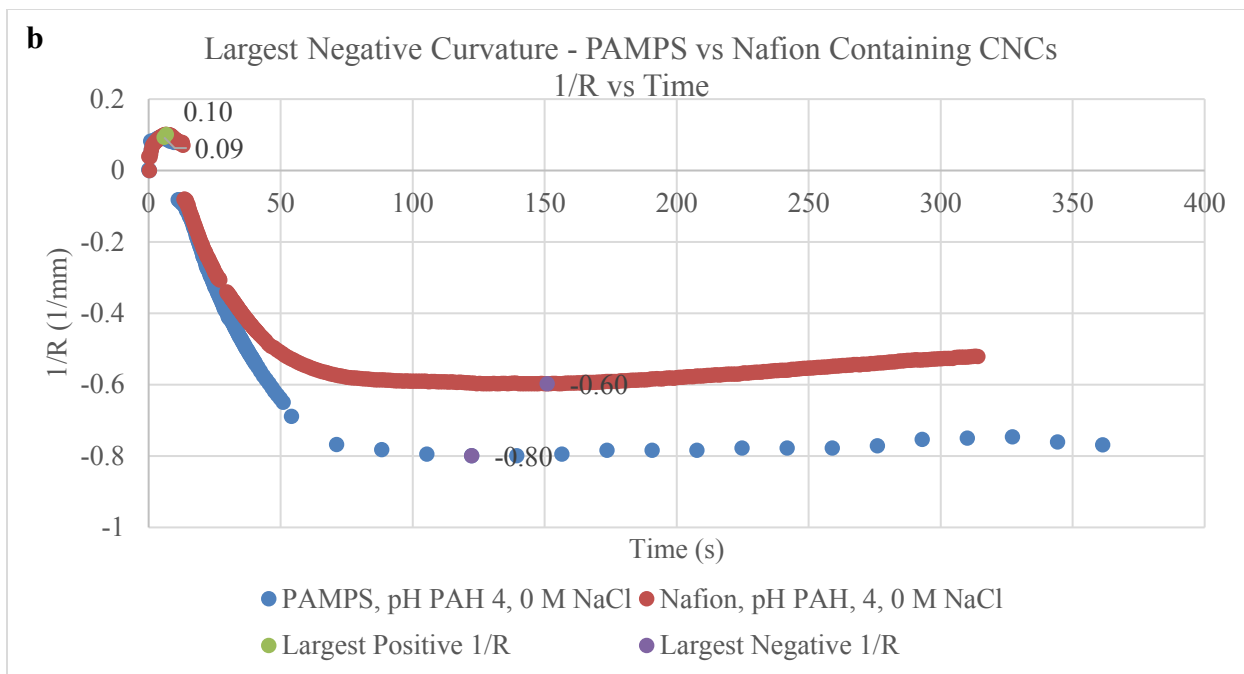 b
Largest Negative Curvature - PAMPS vs Nafion Containing CNCs
1/R vs Time
0.2
0.10
0.09
0
0 50 100 150 200 250 300 350 400
-0.2
-0.4
-0.6
-0.60
-0.8
-0.80
-1
1/R (1/mm)
Time (s)
PAMPS, pH PAH 4, 0 M NaCl
Nafion, pH PAH, 4, 0 M NaCl
Largest Positive 1/R
Largest Negative 1/R